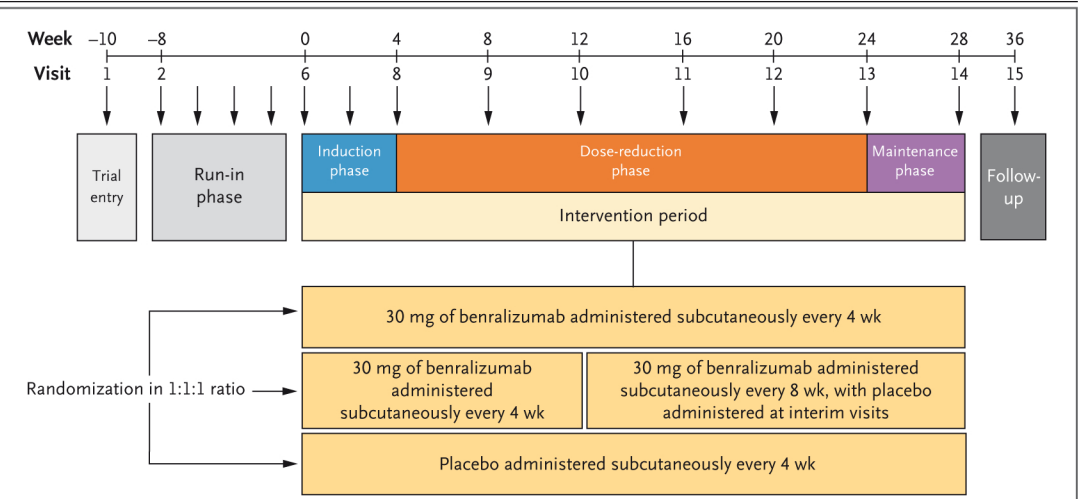 Week –10 –8 0 4 8 12 16 20 24 28 36
Visit 1 2 6 8 9 10 11 12 13 14 15
Trial
entry
Run-in
phase
Induction
phase
Dose-reduction
phase
Maintenance
phase
Follow-
up
Intervention period
30 mg of benralizumab administered subcutaneously every 4 wk
Randomization in 1:1:1 ratio
30 mg of benralizumab
administered
subcutaneously every 4 wk
30 mg of benralizumab administered
subcutaneously every 8 wk, with placebo
administered at interim visits
Placebo administered subcutaneously every 4 wk